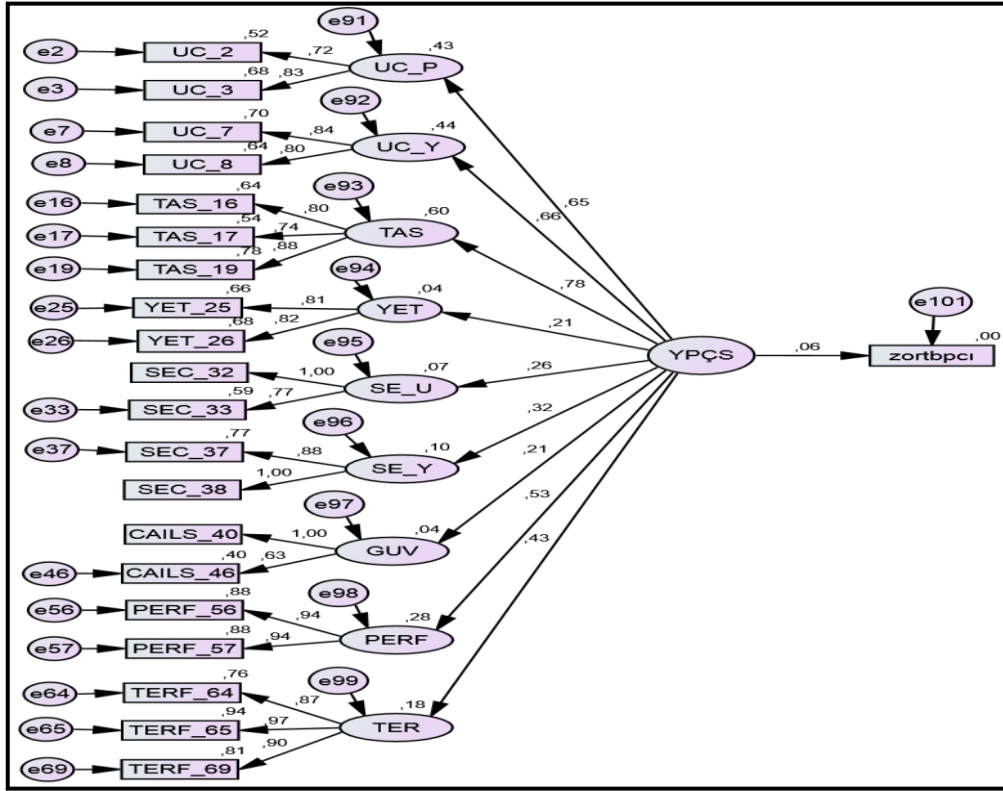 e91
,43
,52
e2
UC_2
,72
UC_P
,68
,83
e3
UC_3
e92
,44
,70
e7
UC_7
,84
UC_Y
,64
,80
e8
UC_8
e93
,60
,64
e16
TAS_16
,80
,54
e17
TAS_17
,74
TAS
,78
,88
e19
TAS_19
e94
,04
,66
e25
YET_25
,81
YET
,68
,82
e26
YET_26
e95
,07
SEC_32
1,00
SE_U
,59
,77
e33
SEC_33
e96
,10
,77
e37
SEC_37
,88
SE_Y
1,00
SEC_38
e97
,04
CAILS_40
1,00
GUV
,40
,63
e46
CAILS_46
e98
,28
,88
e56
PERF_56
,94
PERF
,88
,94
e57
PERF_57
e99
,18
,76
e64
TERF_64
,87
,94
e65
TERF_65
,97
TER
,81
,90
e69
TERF_69
,65
,66
,78
,21
,26
,32
,21
,53
,43
YPÇS
,06
e101
,00
zortbpcı